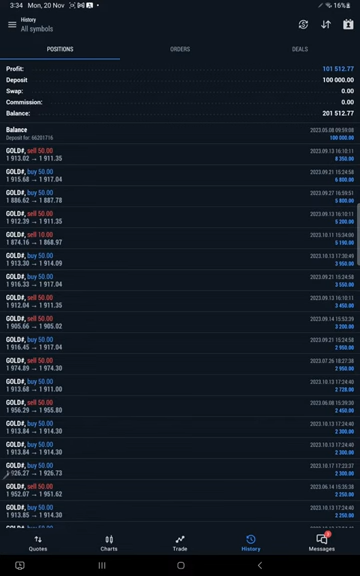 3:34 Mon, 20 Nov 16%
History
All symbols
POSITIONS ORDERS DEALS
Profit: 101 512.77
Deposit 100 000.00
Swap: 0.00
Commission: 0.00
Balance: 201 512.77
Balance 2023.05.08 09:59:08
Deposit for: 66201716 100 000.00
GOLD#, sell 50.00 2023.09.13 16:10:11
1 913.02 → 1 911.35 8 350.00
GOLD#, buy 50.00 2023.09.21 15:24:58
1 915.68 → 1 917.04 6 800.00
GOLD#, buy 50.00 2023.09.27 16:59:51
1 886.62 → 1 887.78 5 800.00
GOLD#, sell 50.00 2023.09.13 16:10:11
1 912.39 → 1 911.35 5 200.00
GOLD#, sell 10.00 2023.10.11 15:34:00
1 874.16 → 1 868.97 5 190.00
GOLD#, buy 50.00 2023.10.13 17:30:49
1 913.30 → 1 914.09 3 950.00
GOLD#, buy 50.00 2023.09.21 15:24:58
1 916.33 → 1 917.04 3 550.00
GOLD#, sell 50.00 2023.09.13 16:10:11
1 912.04 → 1 911.35 3 450.00
GOLD#, sell 50.00 2023.09.14 15:53:29
1 905.66 → 1 905.02 3 200.00
GOLD#, buy 50.00 2023.09.21 15:24:58
1 916.45 → 1 917.04 2 950.00
GOLD#, sell 50.00 2023.07.26 18:27:38
1 974.89 → 1 974.30 2 950.00
GOLD#, buy 50.00 2023.10.13 17:24:40
1 913.68 → 1 911.00 2 728.00
GOLD#, sell 50.00 2023.06.08 15:39:30
1 956.29 → 1 955.80 2 450.00
GOLD#, buy 50.00 2023.10.13 17:24:40
1 913.84 → 1 914.30 2 300.00
GOLD#, buy 50.00 2023.10.13 17:24:40
1 913.84 → 1 914.30 2 300.00
GOLD#, buy 50.00 2023.10.17 17:23:37
1 926.27 → 1 926.73 2 300.00
GOLD#, sell 50.00 2023.06.14 15:35:38
1 952.07 → 1 951.62 2 250.00
GOLD#, buy 50.00 2023.10.13 17:24:40
1 913.85 → 1 914.30 2 250.00
Quotes Charts Trade History Messages